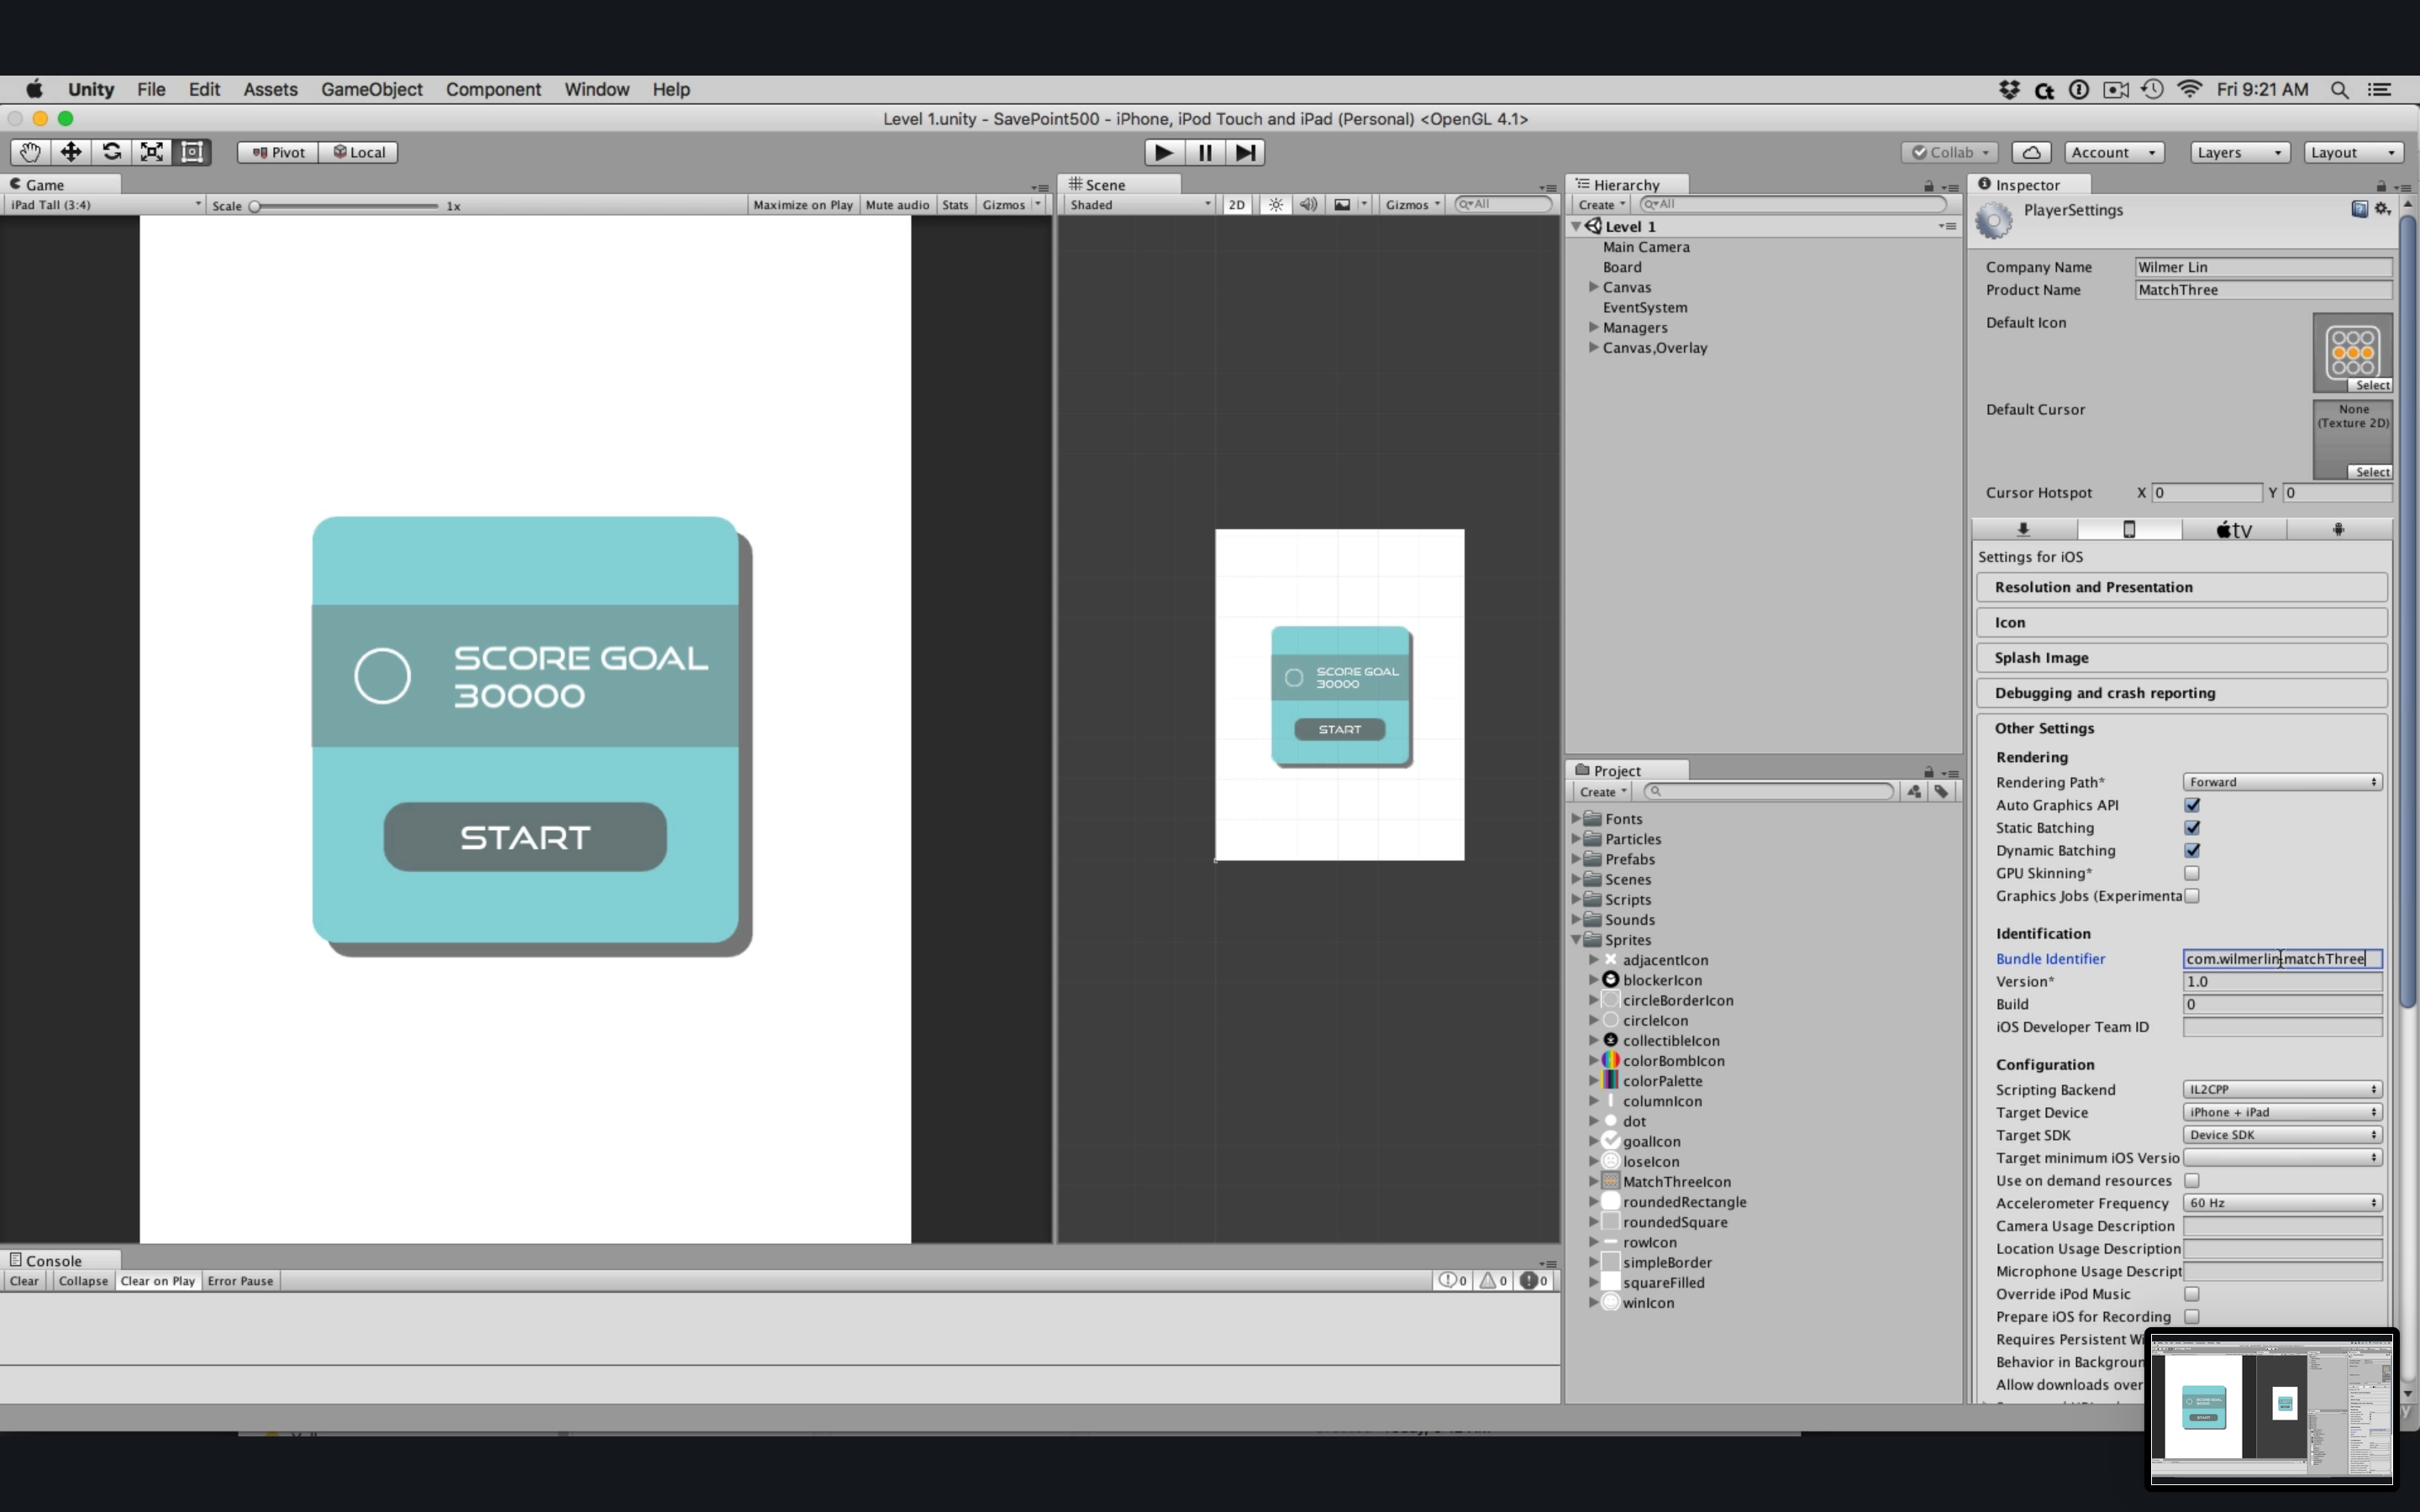 Unity File Edit Assets GameObject Component Window Help
Fri 9:21 AM
Level 1.unity - SavePoint500 - iPhone, iPod Touch and iPad (Personal) <OpenGL 4.1>
Pivot Local
Collab Account Layers Layout
Game
iPad Tall (3:4) Scale 1x Maximize on Play Mute audio Stats Gizmos
SCORE GOAL
30000
START
Scene
Shaded 2D Gizmos All
SCORE GOAL
30000
START
Hierarchy
Create All
Level 1
Main Camera
Board
Canvas
EventSystem
Managers
Canvas,Overlay
Project
Create
Fonts
Particles
Prefabs
Scenes
Scripts
Sounds
Sprites
adjacentIcon
blockerIcon
circleBorderIcon
circleIcon
collectibleIcon
colorBombIcon
colorPalette
columnIcon
dot
goalIcon
loseIcon
MatchThreeIcon
roundedRectangle
roundedSquare
rowIcon
simpleBorder
squareFilled
winIcon
Console
Clear Collapse Clear on Play Error Pause 0 0 0
Inspector
PlayerSettings
Company Name Wilmer Lin
Product Name MatchThree
Default Icon
Select
Default Cursor
None
(Texture 2D)
Select
Cursor Hotspot X 0 Y 0
tv
Settings for iOS
Resolution and Presentation
Icon
Splash Image
Debugging and crash reporting
Other Settings
Rendering
Rendering Path* Forward
Auto Graphics API
Static Batching
Dynamic Batching
GPU Skinning*
Graphics Jobs (Experimenta
Identification
Bundle Identifier com.wilmerlin.matchThree
Version* 1.0
Build 0
iOS Developer Team ID
Configuration
Scripting Backend IL2CPP
Target Device iPhone + iPad
Target SDK Device SDK
Target minimum iOS Versio
Use on demand resources
Accelerometer Frequency 60 Hz
Camera Usage Description
Location Usage Description
Microphone Usage Descript
Override iPod Music
Prepare iOS for Recording
Requires Persistent Wi
Behavior in Backgroun
Allow downloads over